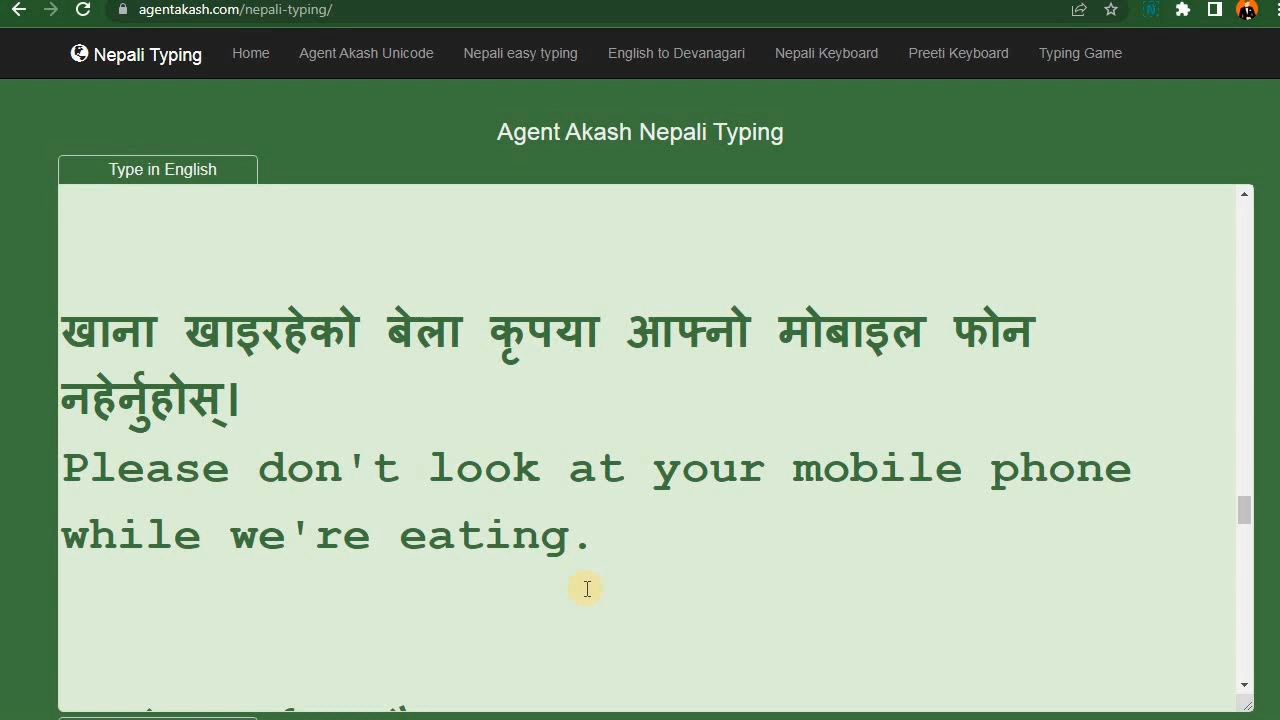 agentakash.com/nepali-typing/
Nepali Typing Home Agent Akash Unicode Nepali easy typing English to Devanagari Nepali Keyboard Preeti Keyboard Typing Game
Agent Akash Nepali Typing
Type in English
खाना खाइरहेको बेला कृपया आफ्नो मोबाइल फोन
नहेर्नुहोस्।
Please don't look at your mobile phone
while we're eating.